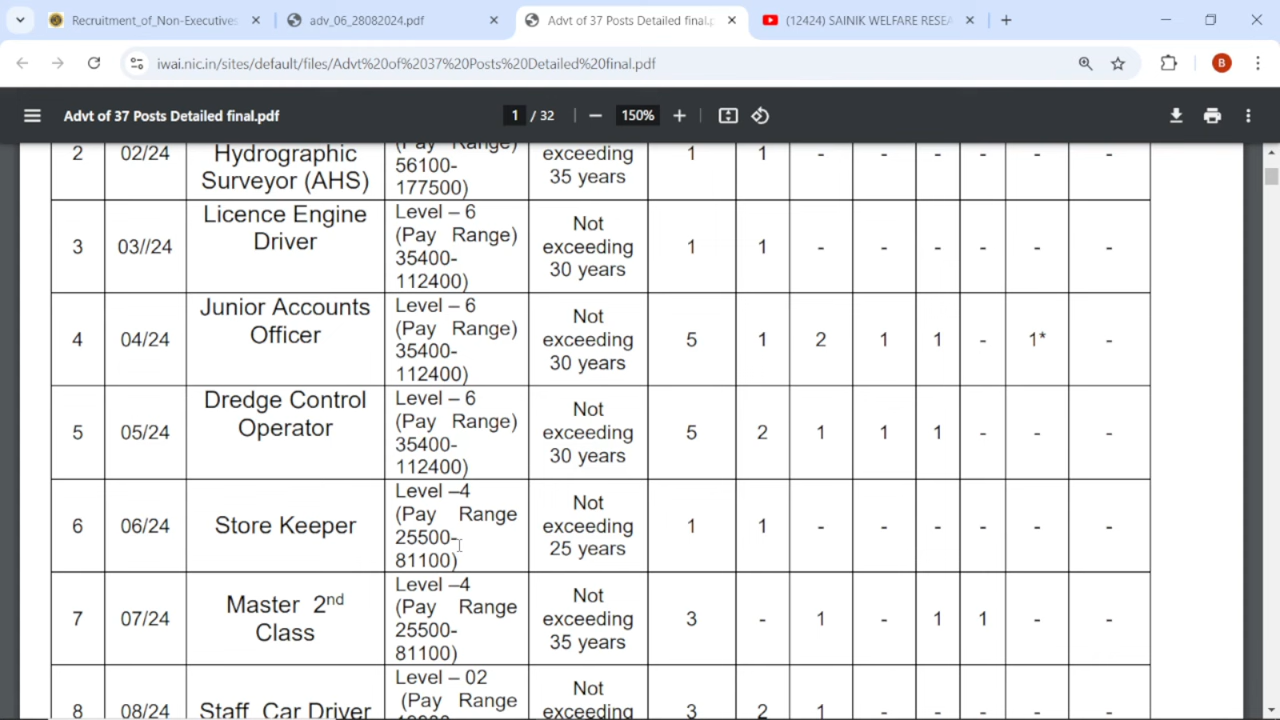 Recruitment_of_Non-Executives
adv_06_28082024.pdf
Advt of 37 Posts Detailed final.p
(12424) SAINIK WELFARE RESEA
iwai.nic.in/sites/default/files/Advt%20of%2037%20Posts%20Detailed%20final.pdf
B
Advt of 37 Posts Detailed final.pdf
1 / 32
150%
2 02/24 Hydrographic Surveyor (AHS) (Pay Range) 56100-177500) exceeding 35 years 1 1 - - - - -
3 03//24 Licence Engine Driver Level – 6 (Pay Range) 35400-112400) Not exceeding 30 years 1 1 - - - - -
4 04/24 Junior Accounts Officer Level – 6 (Pay Range) 35400-112400) Not exceeding 30 years 5 1 2 1 1 - 1* -
5 05/24 Dredge Control Operator Level – 6 (Pay Range) 35400-112400) Not exceeding 30 years 5 2 1 1 1 - - -
6 06/24 Store Keeper Level –4 (Pay Range 25500-81100) Not exceeding 25 years 1 1 - - - - - -
7 07/24 Master 2nd Class Level –4 (Pay Range 25500-81100) Not exceeding 35 years 3 - 1 - 1 1 - -
8 08/24 Staff Car Driver Level – 02 (Pay Range Not exceeding 3 2 1 - - - - -